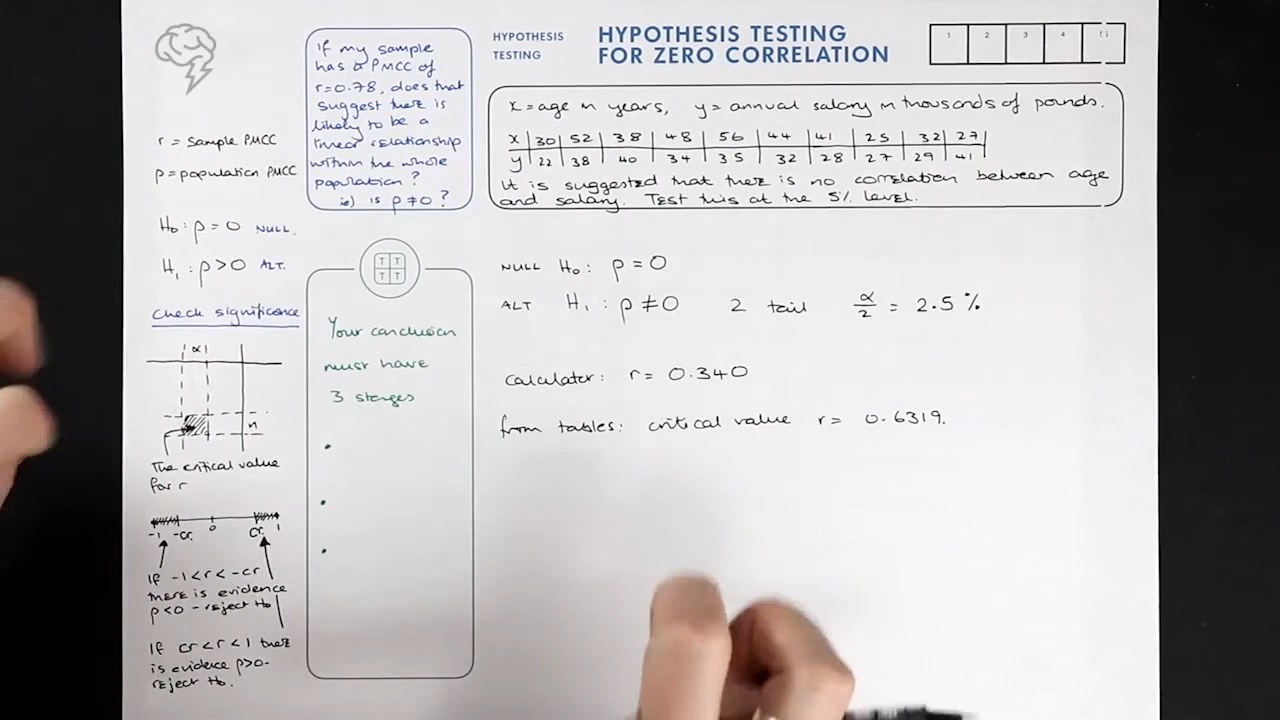 HYPOTHESIS
TESTING
HYPOTHESIS TESTING
FOR ZERO CORRELATION
1 2 3 4 5
If my sample
has a PMCC of
r=0.78, does that
suggest there is
likely to be a
linear relationship
within the whole
population?
ie) is ρ≠0?
x = age in years, y = annual salary in thousands of pounds.
x 30 52 38 48 56 44 41 25 32 27
y 22 38 40 34 35 32 28 27 29 41
It is suggested that there is no correlation between age
and salary. Test this at the 5% level.
r = sample PMCC
ρ = population PMCC
H₀: ρ = 0 NULL.
H₁: ρ > 0 ALT.
Check significance
α
n
The critical value
for r
-1 -cr. 0 cr. 1
If -1<r<-cr
there is evidence
ρ<0 - reject H₀
If cr<r<1 there
is evidence ρ>0-
reject H₀.
T T
T T
Your conclusion
must have
3 stages
NULL H₀: ρ = 0
ALT H₁: ρ ≠ 0 2 tail α/2 = 2.5%
Calculator: r = 0.340
from tables: critical value r = 0.6319.